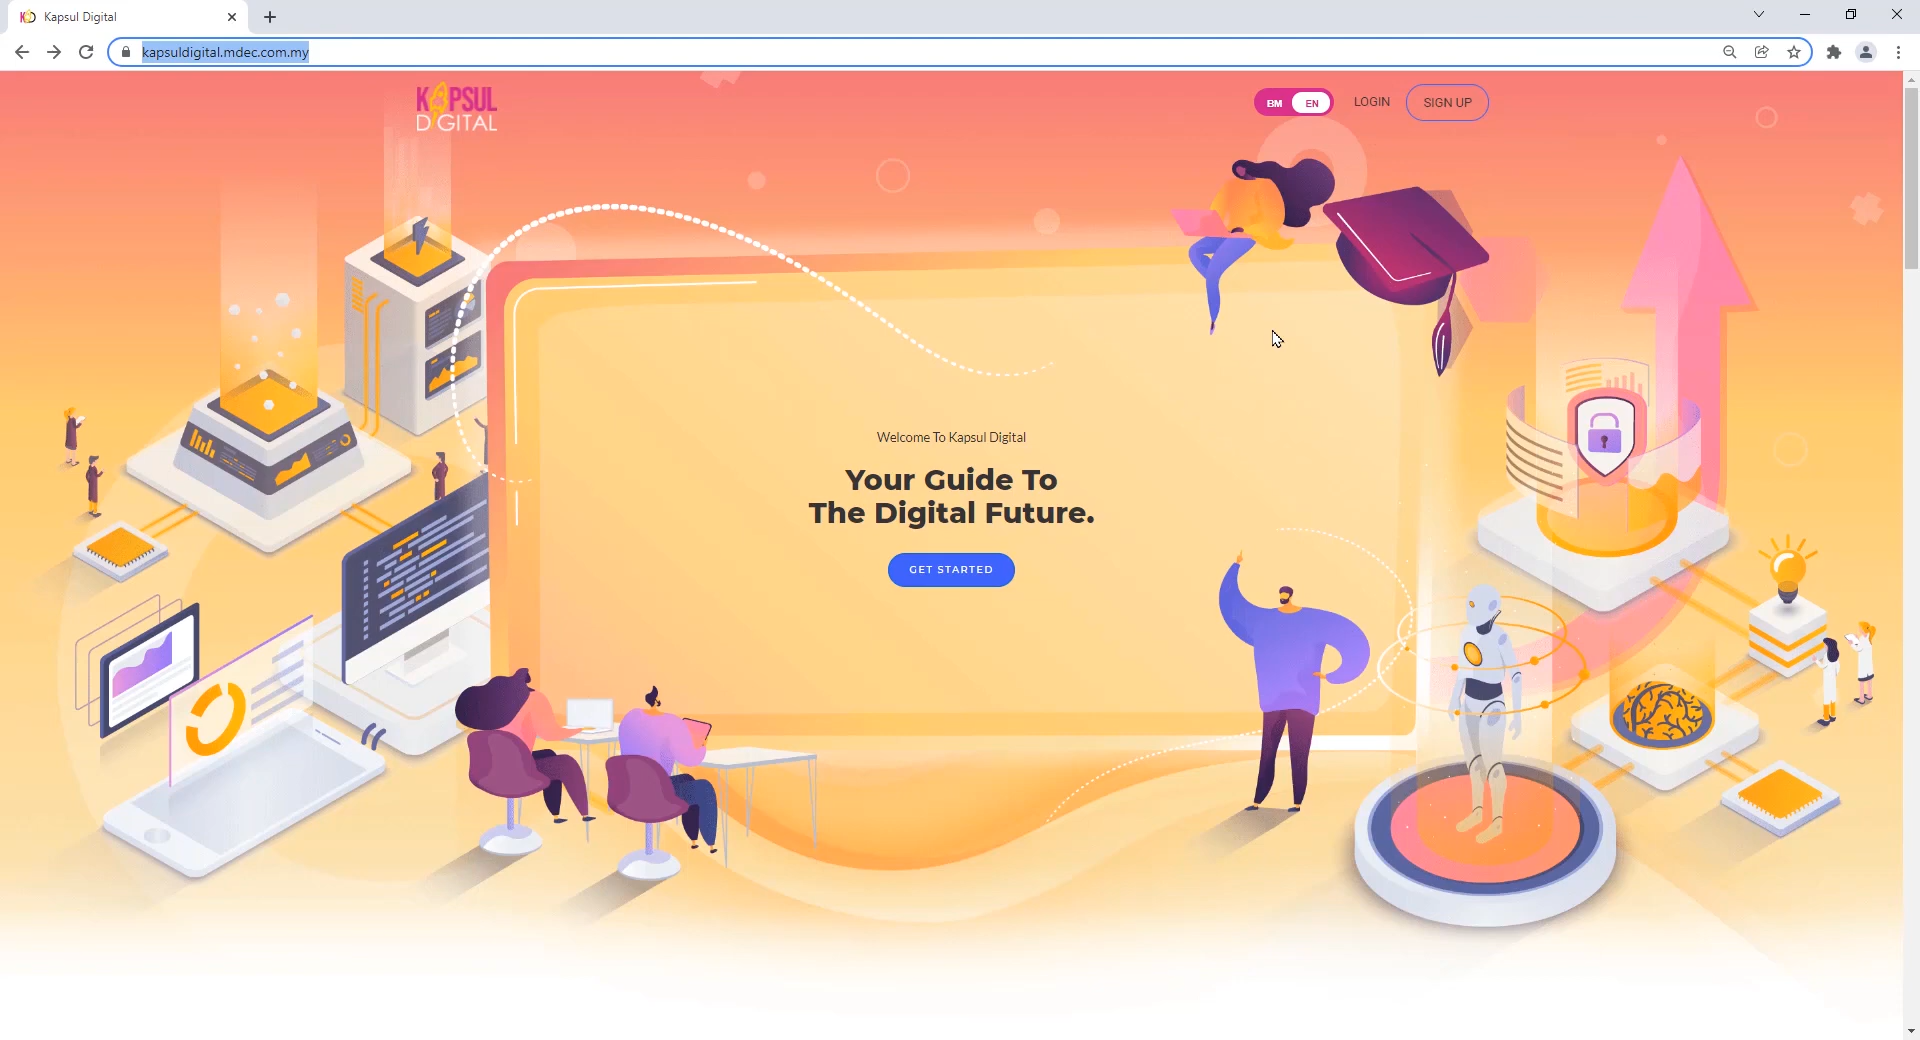 Kapsul Digital
kapsuldigital.mdec.com.my
KAPSUL
DIGITAL
BM
EN
LOGIN
SIGN UP
Welcome To Kapsul Digital
Your Guide To
The Digital Future.
GET STARTED